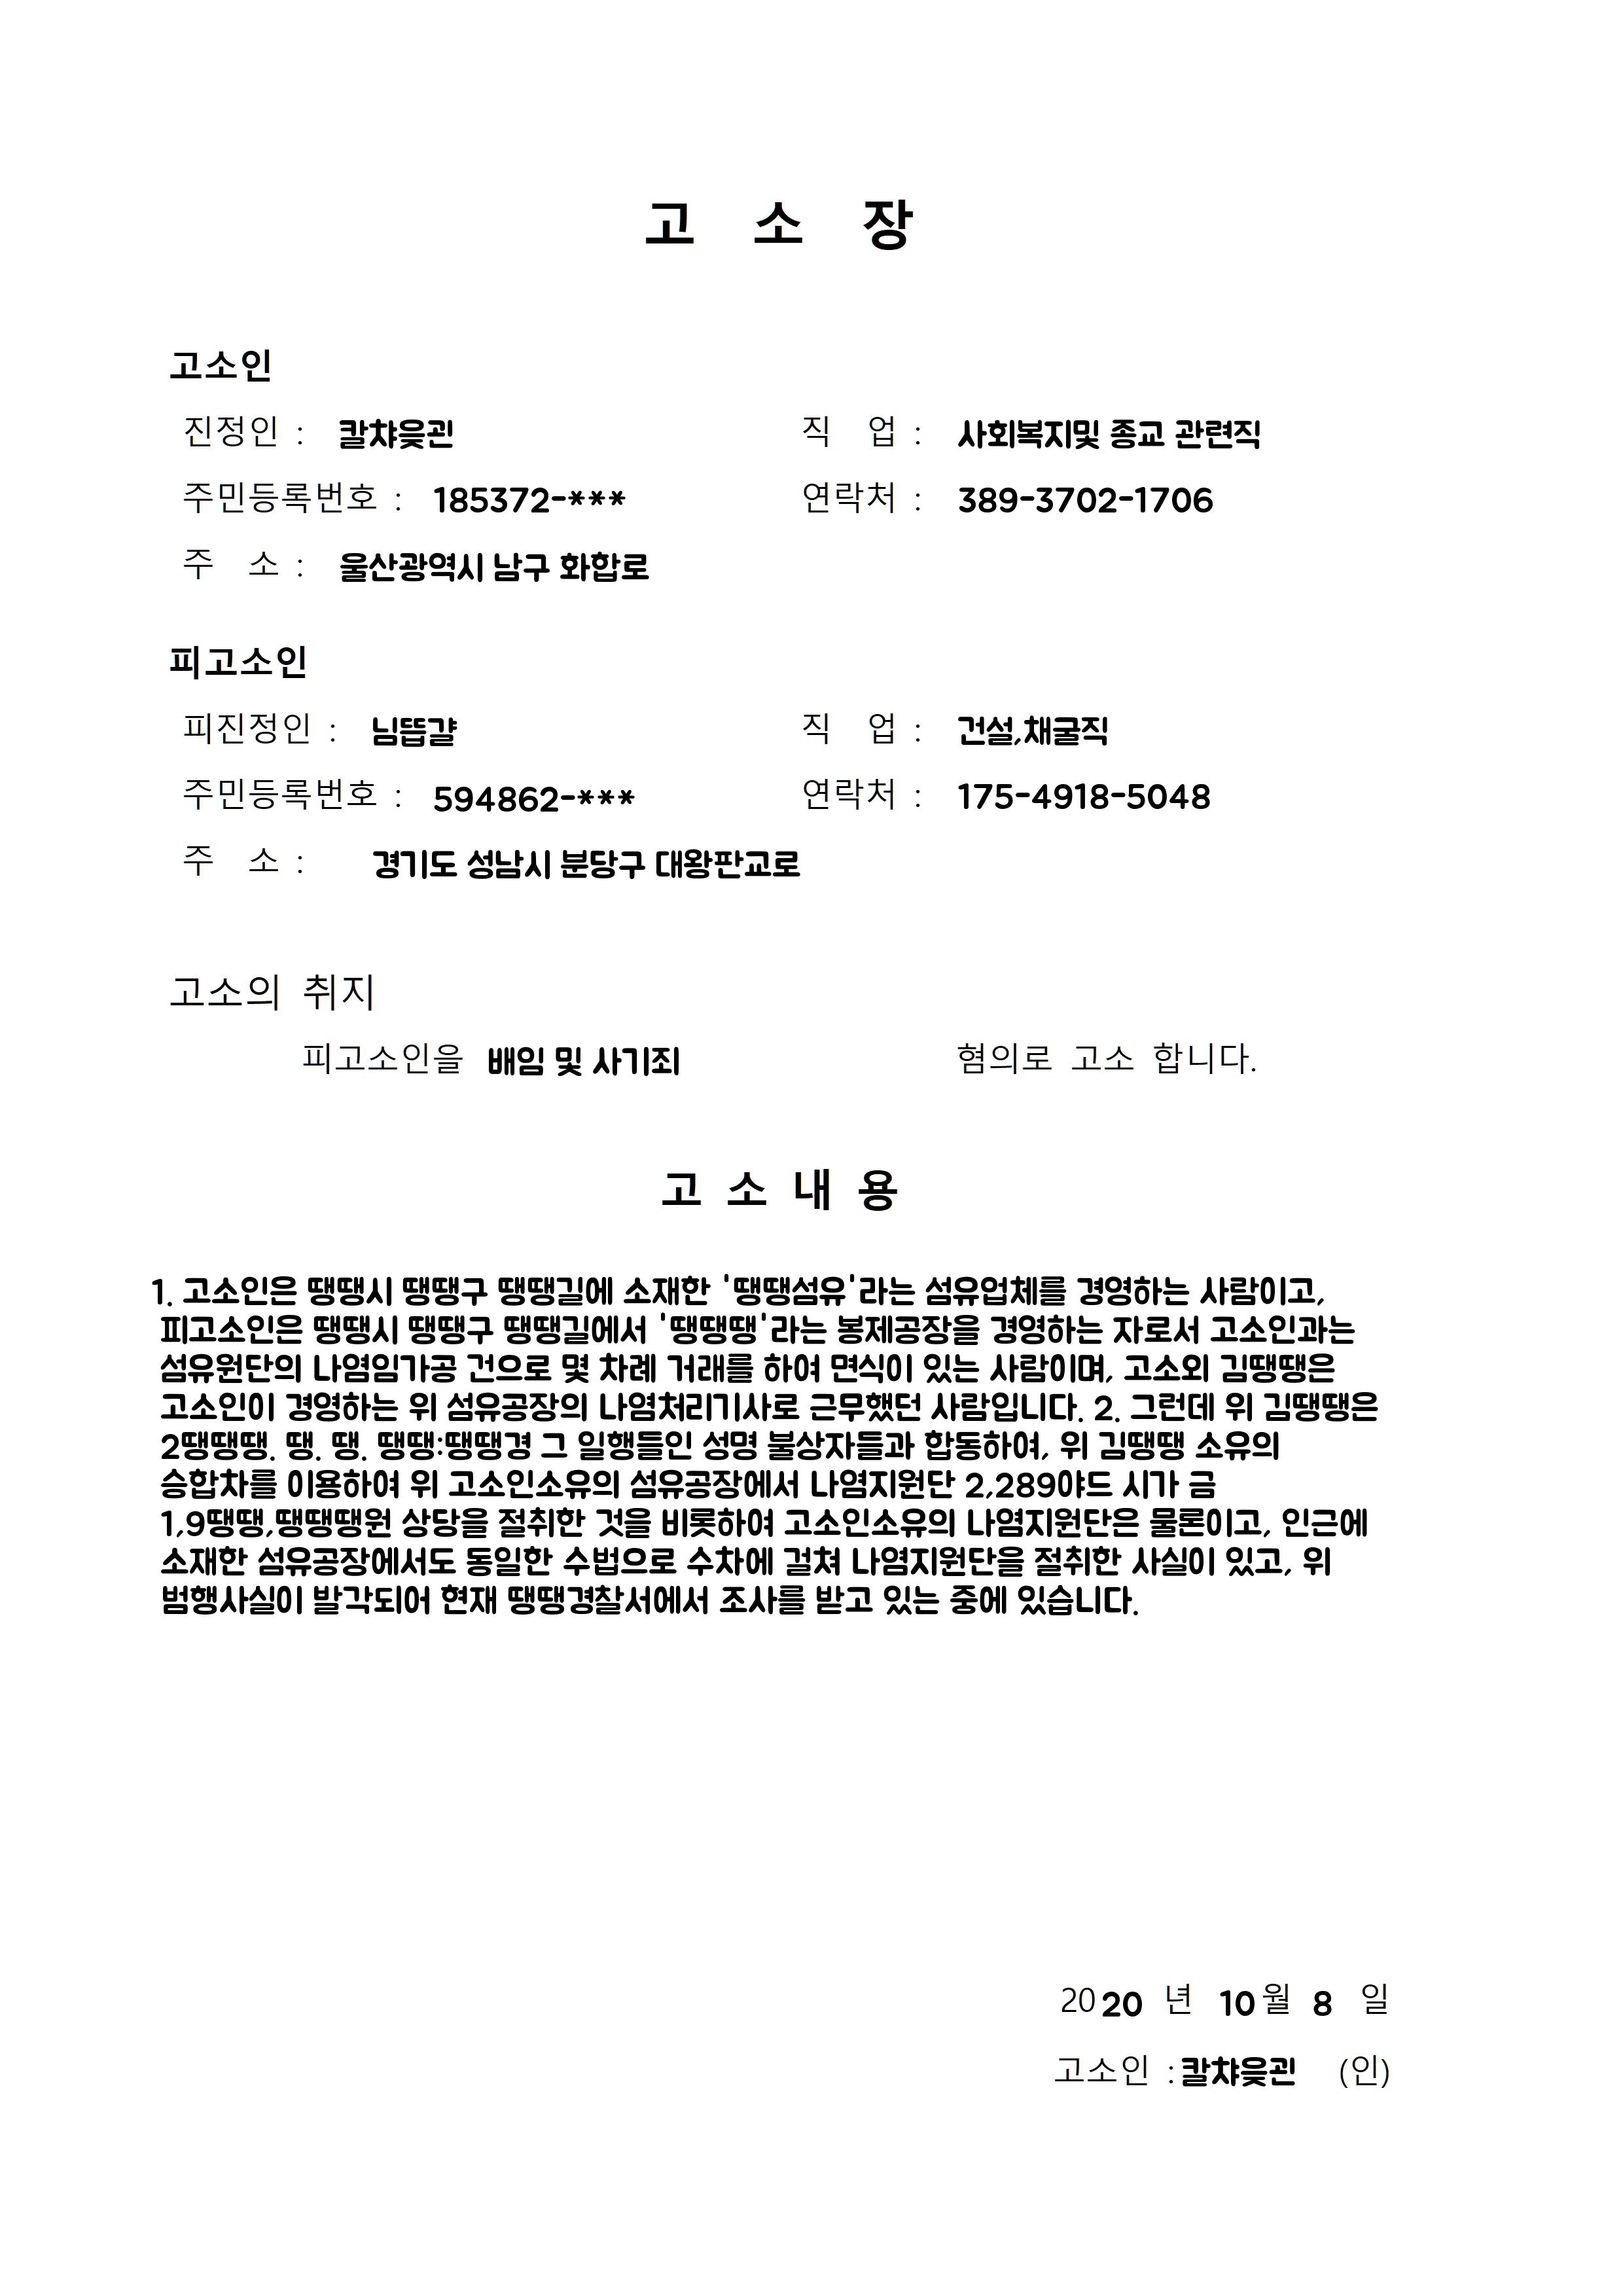 고 소 장
고소인
진정인 : 칼챠읒괸 직 업 : 사회복지및 종교 관련직
주민등록번호 : 185372-*** 연락처 : 389-3702-1706
주 소 : 울산광역시 남구 화합로
피고소인
피진정인 : 님뜹걀 직 업 : 건설,채굴직
주민등록번호 : 594862-*** 연락처 : 175-4918-5048
주 소 : 경기도 성남시 분당구 대왕판교로
고소의 취지
피고소인을 배임 및 사기죄 혐의로 고소 합니다.
고 소 내 용
1. 고소인은 땡땡시 땡땡구 땡땡길에 소재한 '땡땡섬유'라는 섬유업체를 경영하는 사람이고,
피고소인은 땡땡시 땡땡구 땡땡길에서 '땡땡땡'라는 봉제공장을 경영하는 자로서 고소인과는
섬유원단의 나염임가공 건으로 몇 차례 거래를 하여 면식이 있는 사람이며, 고소외 김땡땡은
고소인이 경영하는 위 섬유공장의 나염처리기사로 근무했던 사람입니다. 2. 그런데 위 김땡땡은
2땡땡땡. 땡. 땡. 땡땡:땡땡경 그 일행들인 성명 불상자들과 합동하여, 위 김땡땡 소유의
승합차를 이용하여 위 고소인소유의 섬유공장에서 나염지원단 2,289야드 시가 금
1,9땡땡,땡땡땡원 상당을 절취한 것을 비롯하여 고소인소유의 나염지원단은 물론이고, 인근에
소재한 섬유공장에서도 동일한 수법으로 수차에 걸쳐 나염지원단을 절취한 사실이 있고, 위
범행사실이 발각되어 현재 땡땡경찰서에서 조사를 받고 있는 중에 있습니다.
2020 년 10월 8 일
고소인 :칼챠읒괸 (인)